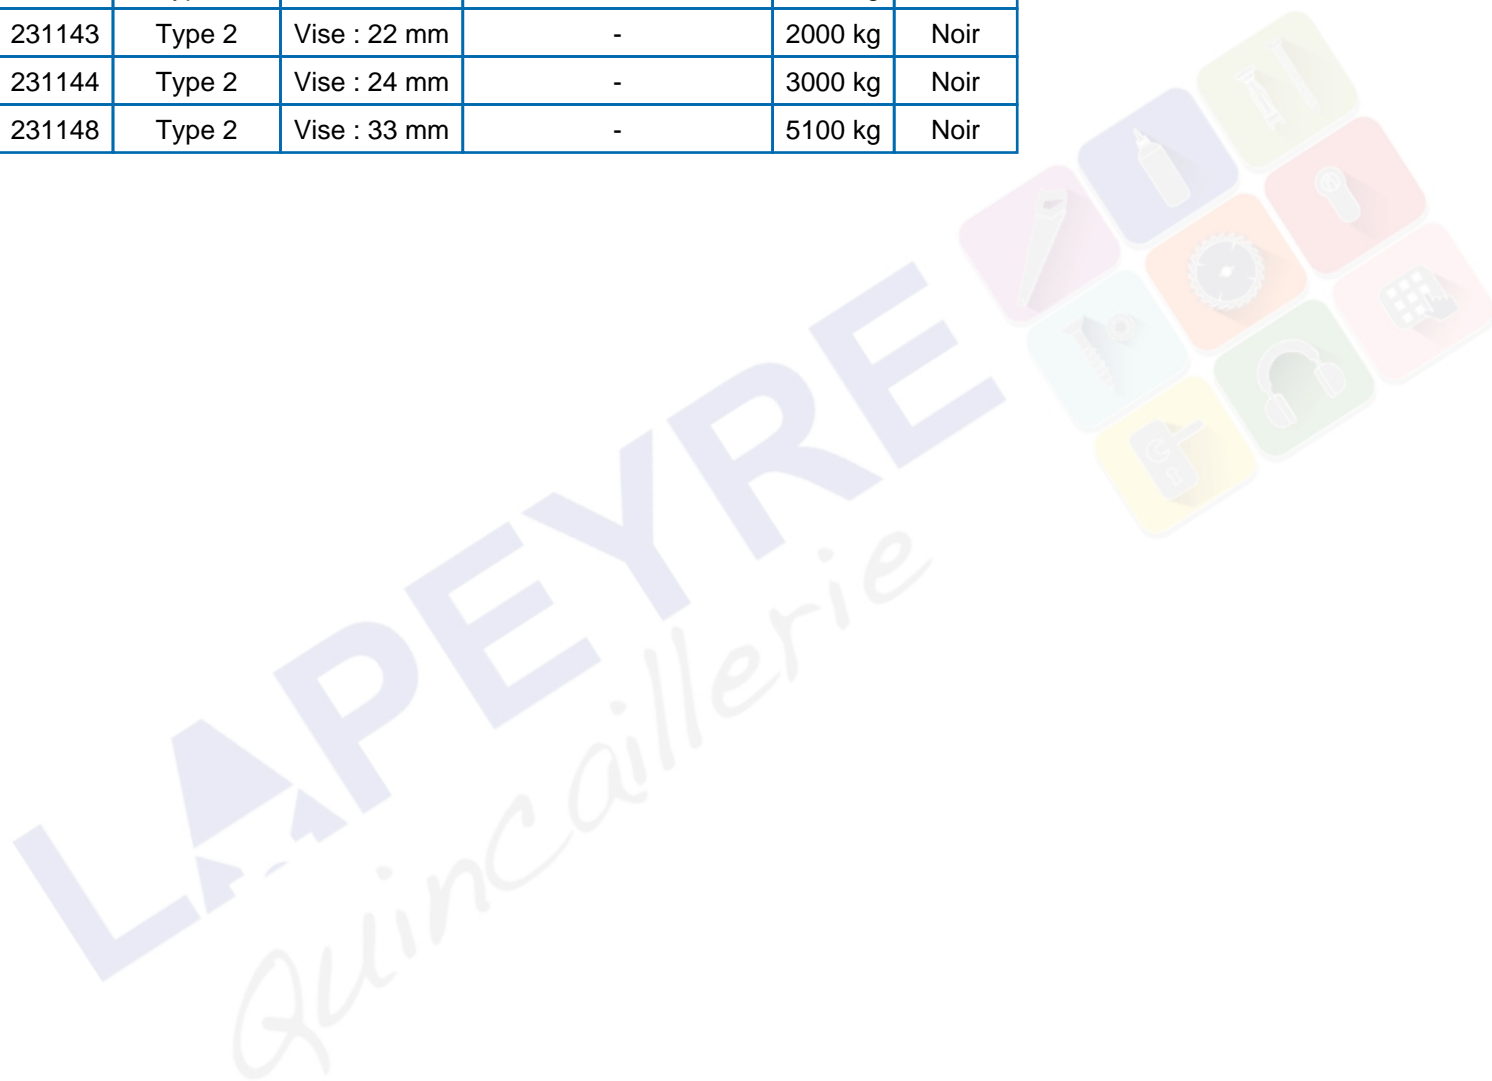 231143 Type 2 Vise : 22 mm - 2000 kg Noir
231144 Type 2 Vise : 24 mm - 3000 kg Noir
231148 Type 2 Vise : 33 mm - 5100 kg Noir
LAPEYRE
Quincaillerie